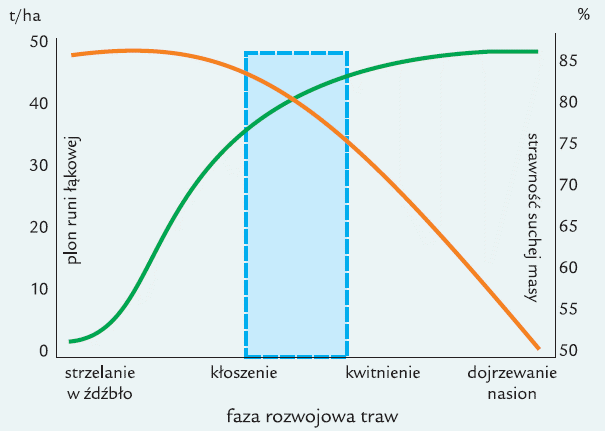 t/ha
%
50
40
30
20
10
0
plon runi łąkowej
85
80
75
70
65
60
55
50
strawność suchej masy
strzelanie
w źdźbło
kłoszenie
kwitnienie
dojrzewanie
nasion
faza rozwojowa traw